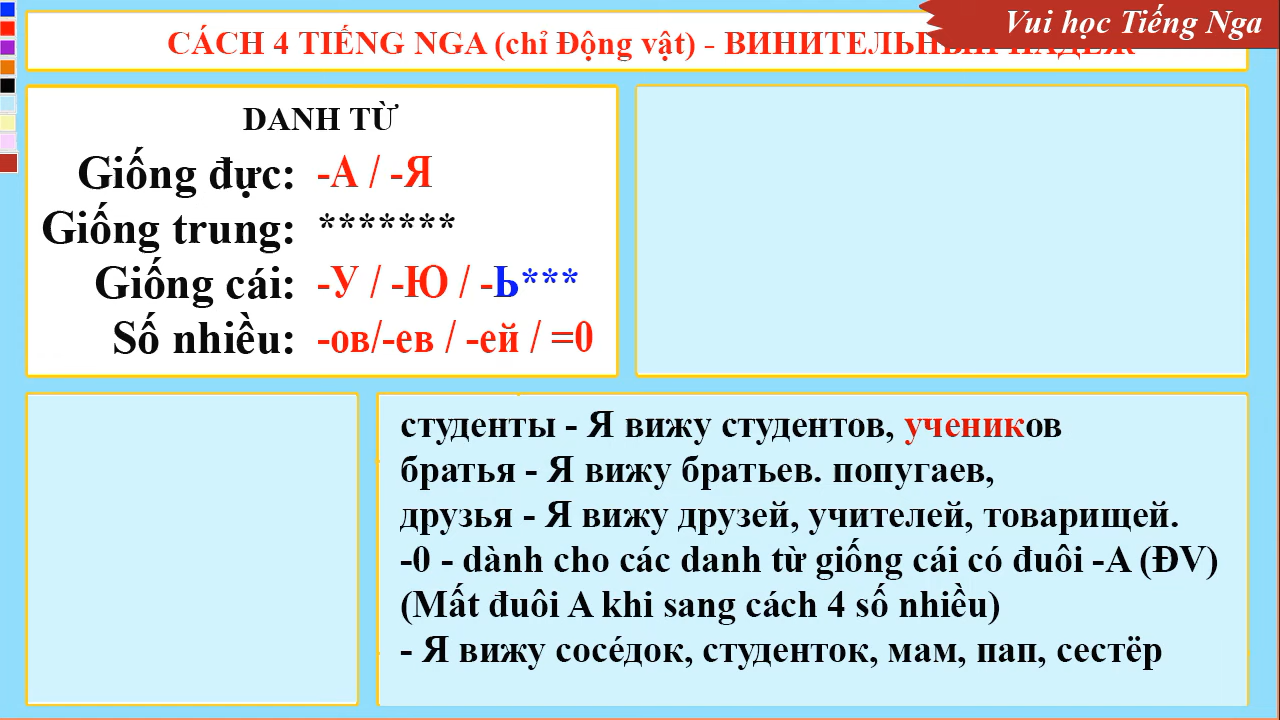 Vui học Tiếng Nga
CÁCH 4 TIẾNG NGA (chỉ Động vật) - ВИНИТЕЛЬНЫЙ ПАДЕЖ
DANH TỪ
Giống đực: -А / -Я
Giống trung: *******
Giống cái: -У / -Ю / -Ь***
Số nhiều: -ов/-ев / -ей / =0
студенты - Я вижу студентов, учеников
братья - Я вижу братьев. попугаев,
друзья - Я вижу друзей, учителей, товарищей.
-0 - dành cho các danh từ giống cái có đuôi -A (ĐV)
(Mất đuôi A khi sang cách 4 số nhiều)
- Я вижу сосе́док, студенток, мам, пап, сестёр